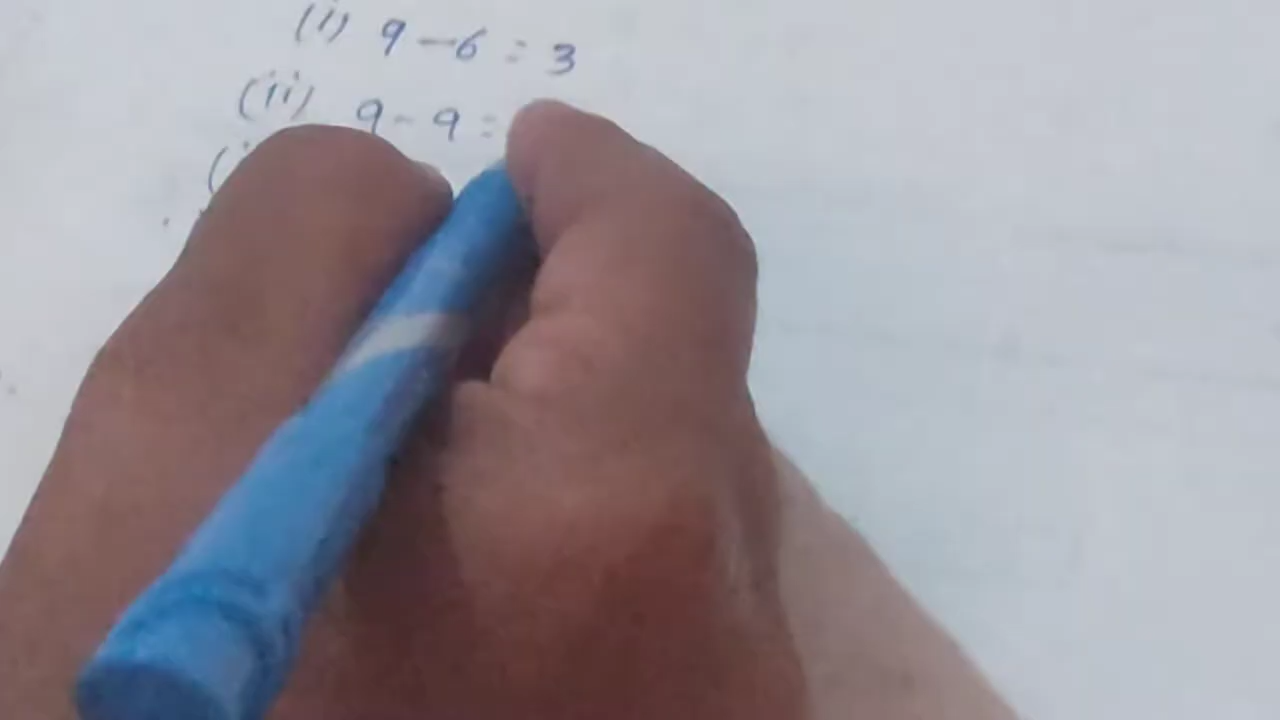 (i) 9 - 6 = 3
(ii) 9 - 9 =